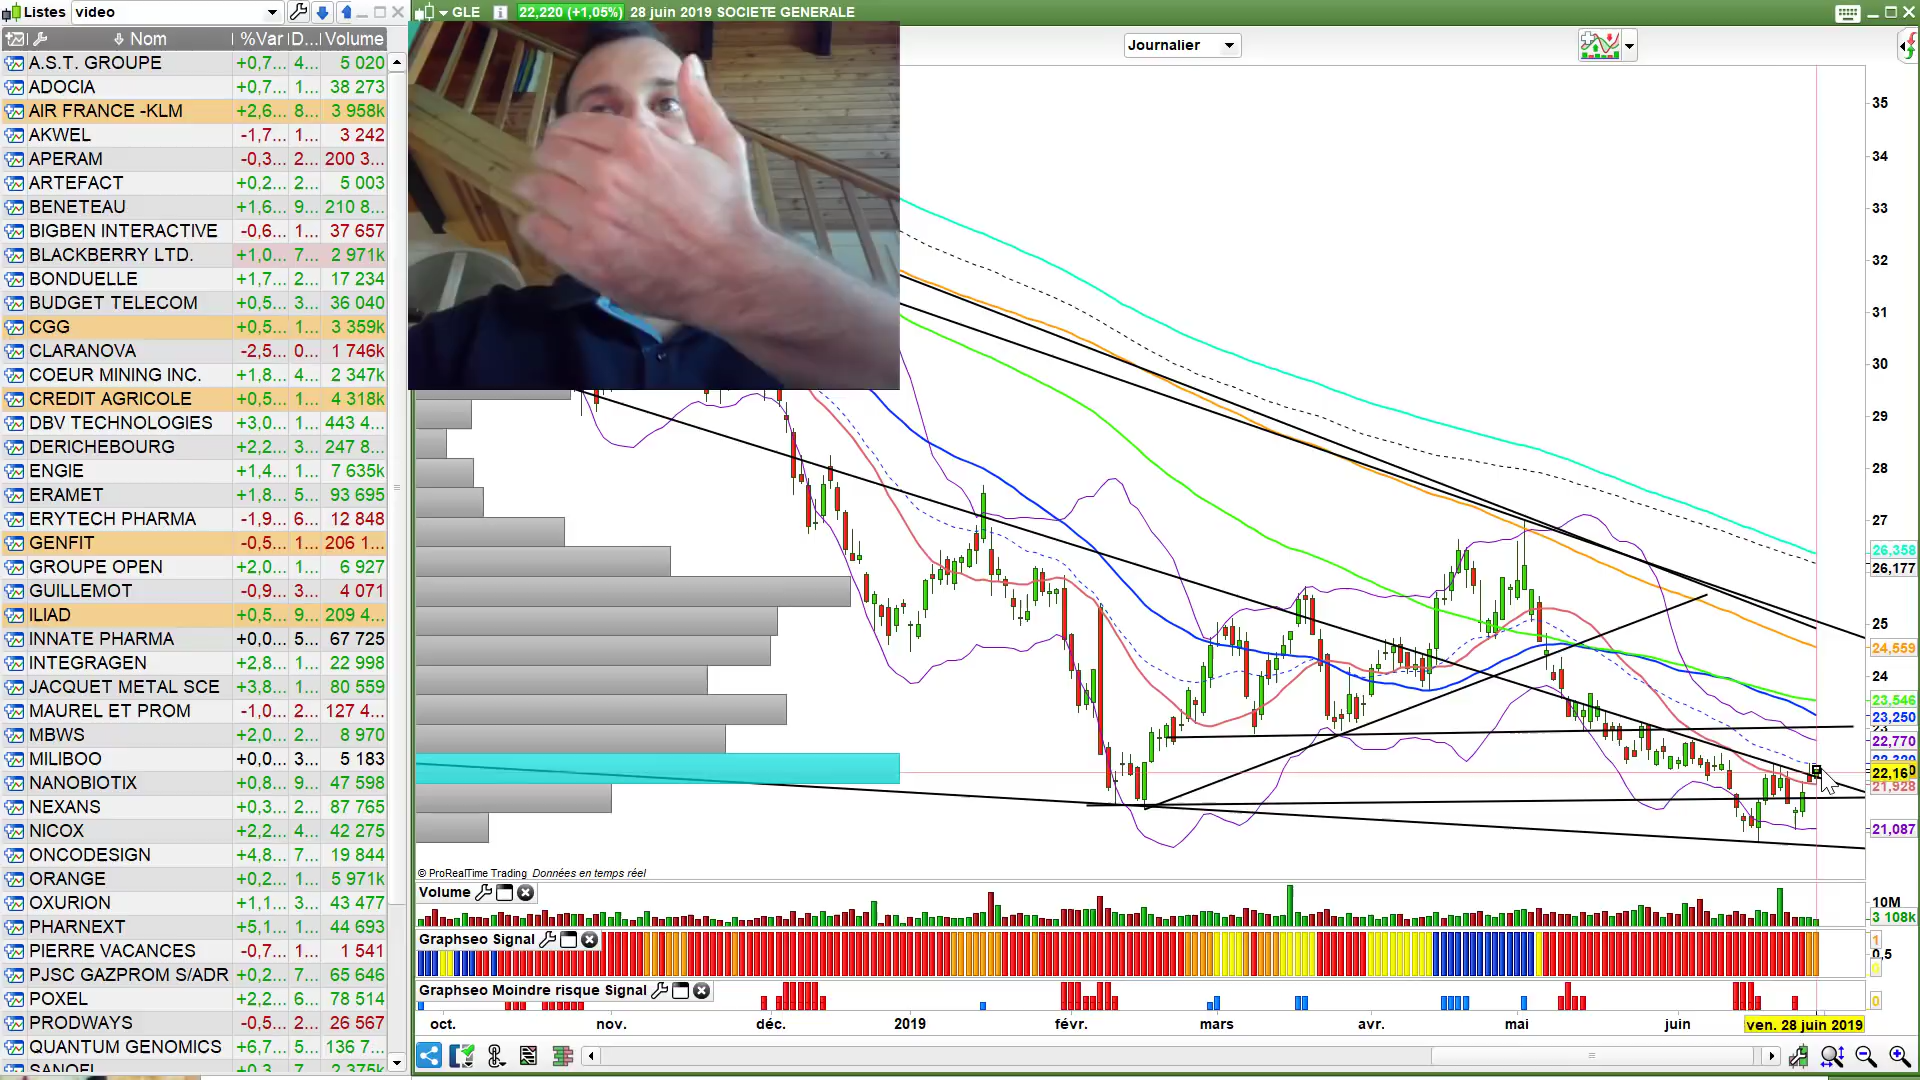 Listes video
Nom %Var D... Volume
A.S.T. GROUPE +0,7... 4... 5 020
ADOCIA +0,7... 1... 38 273
AIR FRANCE -KLM +2,6... 8... 3 958k
AKWEL -1,7... 1... 3 242
APERAM -0,3... 2... 200 3...
ARTEFACT +0,2... 1... 5 003
BENETEAU +1,6... 9... 210 8...
BIGBEN INTERACTIVE -0,6... 1... 37 657
BLACKBERRY LTD. +1,0... 7... 2 971k
BONDUELLE +1,7... 2... 17 234
BUDGET TELECOM +0,5... 3... 36 040
CGG +0,5... 1... 3 359k
CLARANOVA -2,5... 0... 1 746k
COEUR MINING INC. +1,8... 4... 2 347k
CREDIT AGRICOLE +0,5... 1... 4 318k
DBV TECHNOLOGIES +3,0... 1... 443 4...
DERICHEBOURG +2,2... 3... 247 8...
ENGIE +1,4... 1... 7 635k
ERAMET +1,8... 5... 93 695
ERYTECH PHARMA -1,9... 6... 12 848
GENFIT -0,5... 1... 206 1...
GROUPE OPEN +2,0... 1... 6 927
GUILLEMOT -0,9... 3... 4 071
ILIAD +0,5... 9... 209 4...
INNATE PHARMA +0,0... 5... 67 725
INTEGRAGEN +2,8... 1... 22 998
JACQUET METAL SCE +3,8... 1... 80 559
MAUREL ET PROM -1,0... 2... 127 4...
MBWS +2,0... 2... 8 970
MILIBOO +0,0... 3... 5 183
NANOBIOTIX +0,8... 9... 47 598
NEXANS +0,3... 2... 87 765
NICOX +2,2... 4... 42 275
ONCODESIGN +4,8... 7... 19 844
ORANGE +0,2... 1... 5 971k
OXURION +1,1... 3... 43 477
PHARNEXT +5,1... 1... 44 693
PIERRE VACANCES -0,7... 1... 1 541
PJSC GAZPROM S/ADR +0,2... 7... 65 646
POXEL +2,2... 6... 78 514
PRODWAYS -0,5... 2... 26 567
QUANTUM GENOMICS +6,7... 5... 136 7...
GLE 22,220 (+1,05%) 28 juin 2019 SOCIETE GENERALE
Journalier
35
34
33
32
31
30
29
28
27
26,358
26,177
25
24,559
24
23,546
23,250
22,770
22,160
21,928
21,087
© ProRealTime Trading Données en temps réel
Volume
10M
3 108k
Graphseo Signal
1
0,5
0
Graphseo Moindre risque Signal
0
oct. nov. déc. 2019 févr. mars avr. mai juin ven. 28 juin 2019